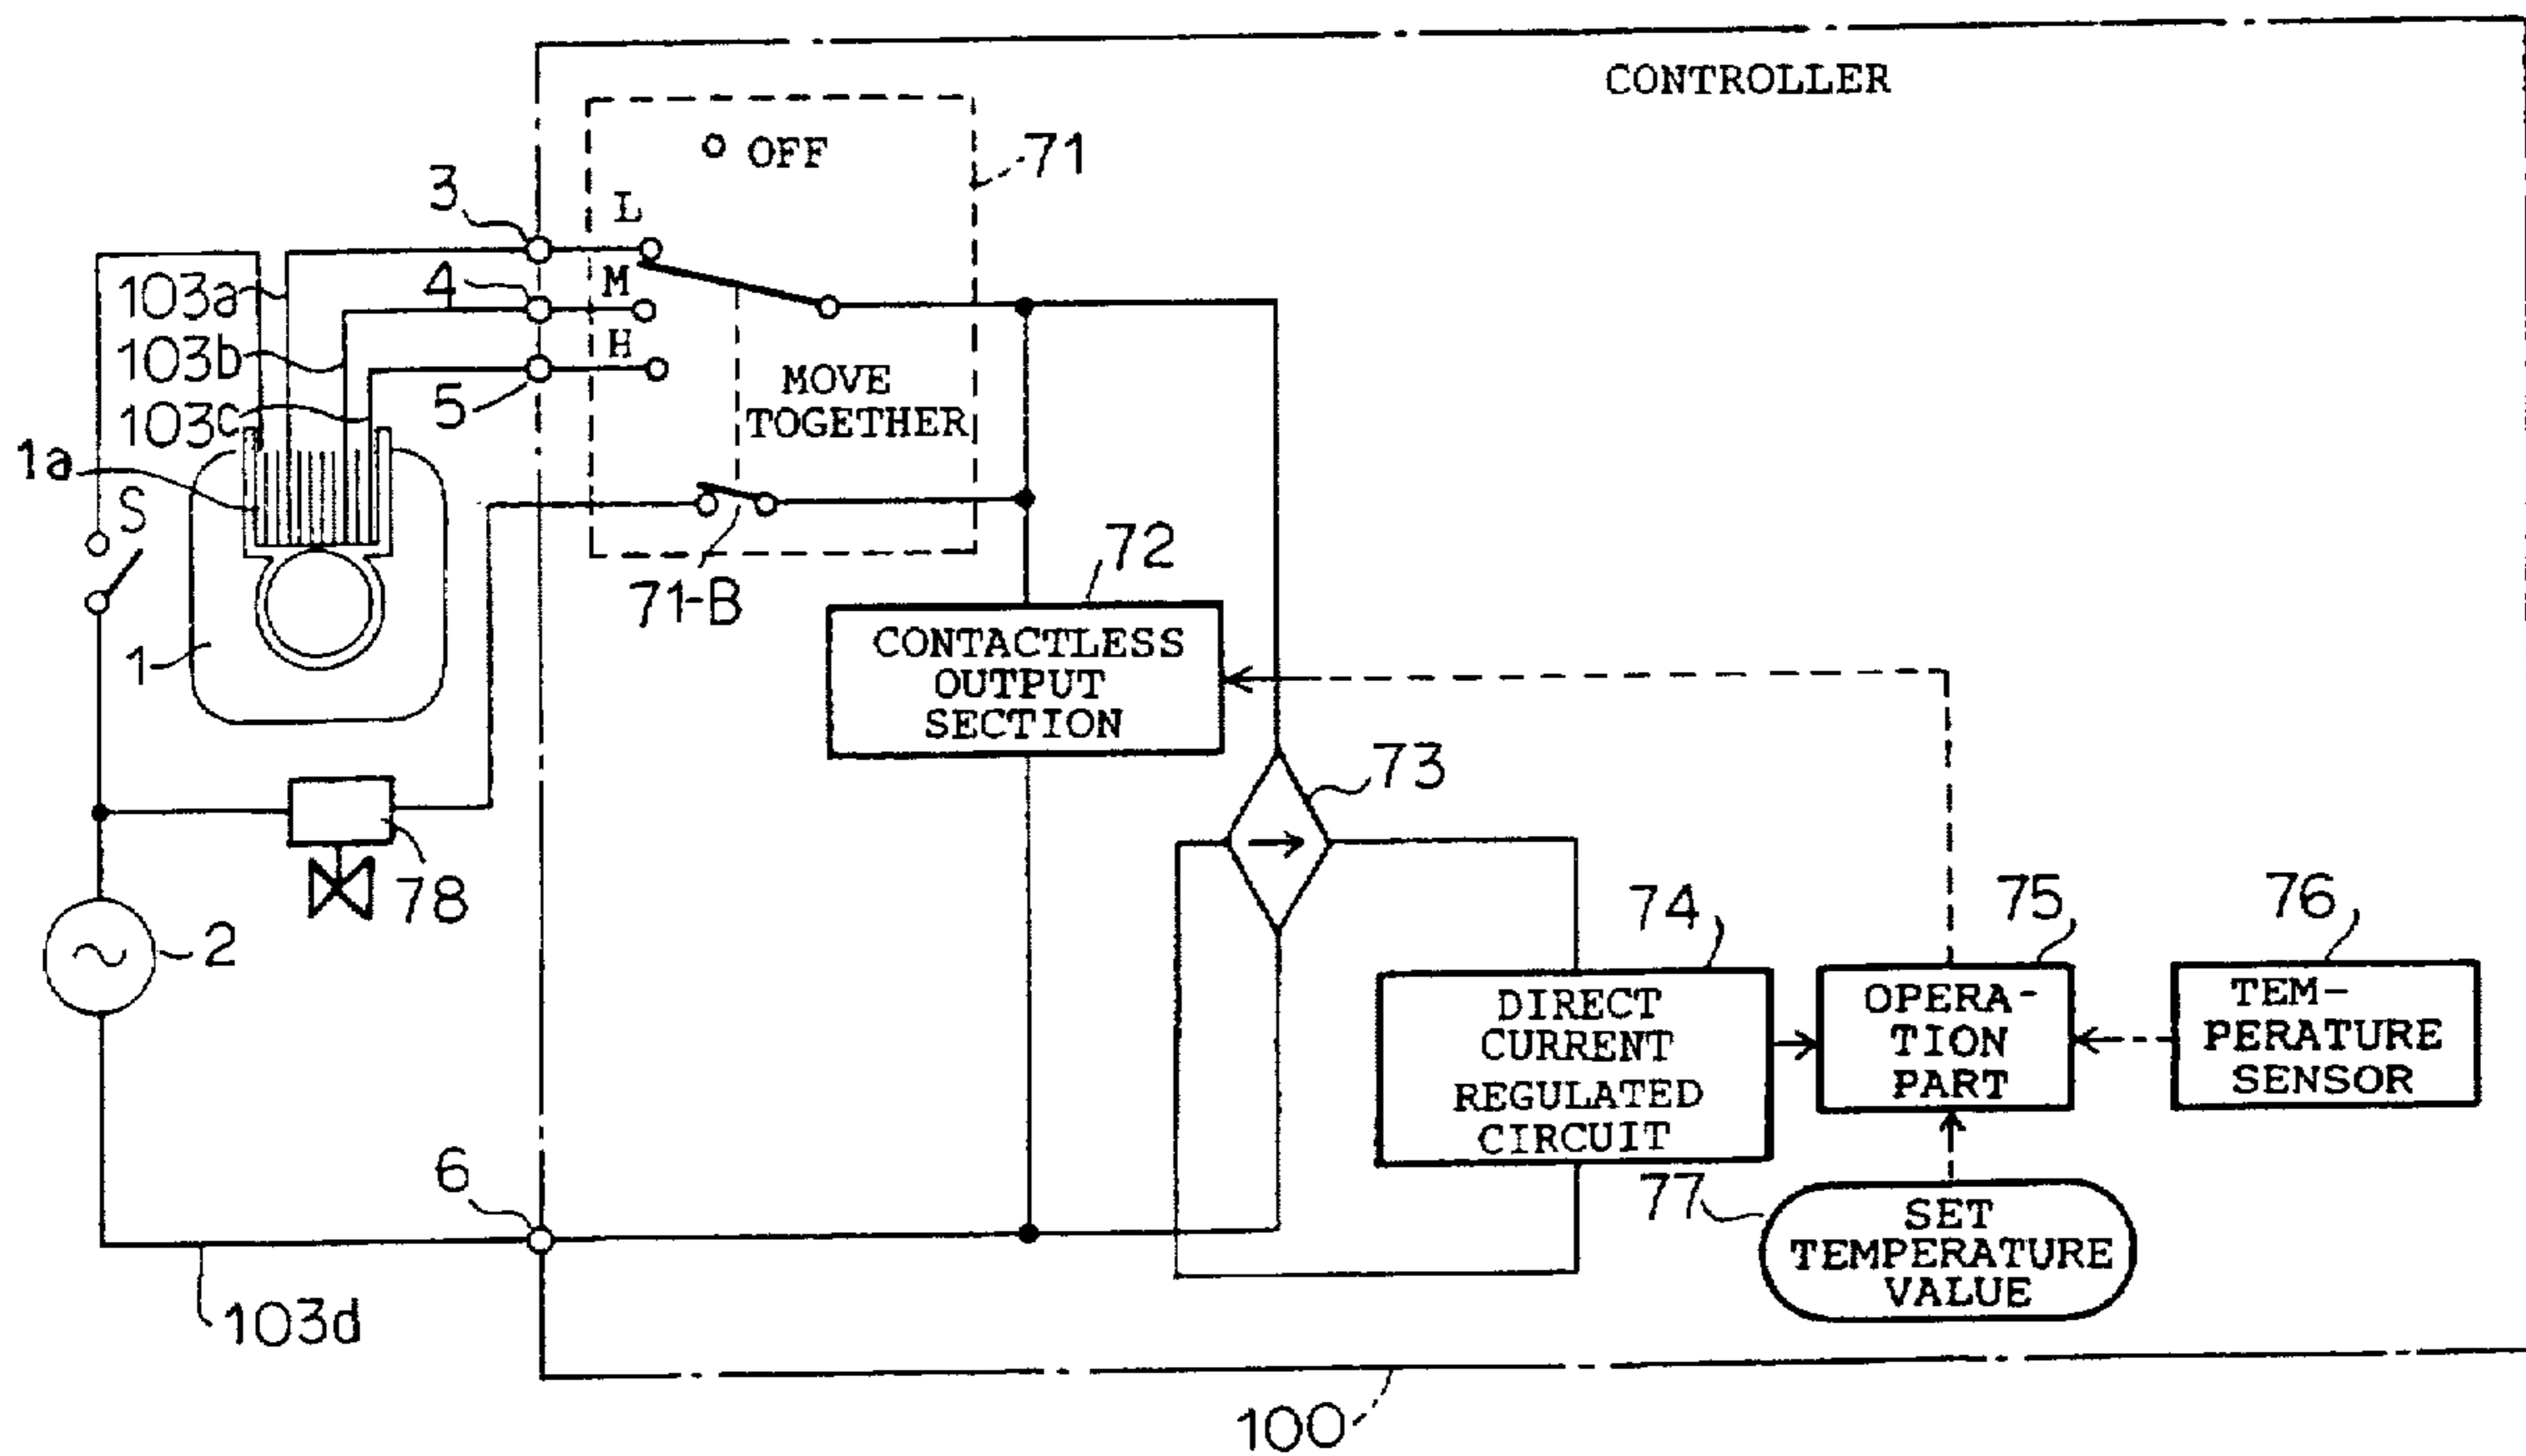 CONTROLLER
OFF
71
3
L
103a
4
M
103b
H
5
MOVE
TOGETHER
103c
1a
S
72
71-B
1
CONTACTLESS
OUTPUT
SECTION
73
78
2
74
75
76
DIRECT
CURRENT
REGULATED
CIRCUIT
OPERA-
TION
PART
TEM-
PERATURE
SENSOR
6
77
SET
TEMPERATURE
VALUE
103d
100